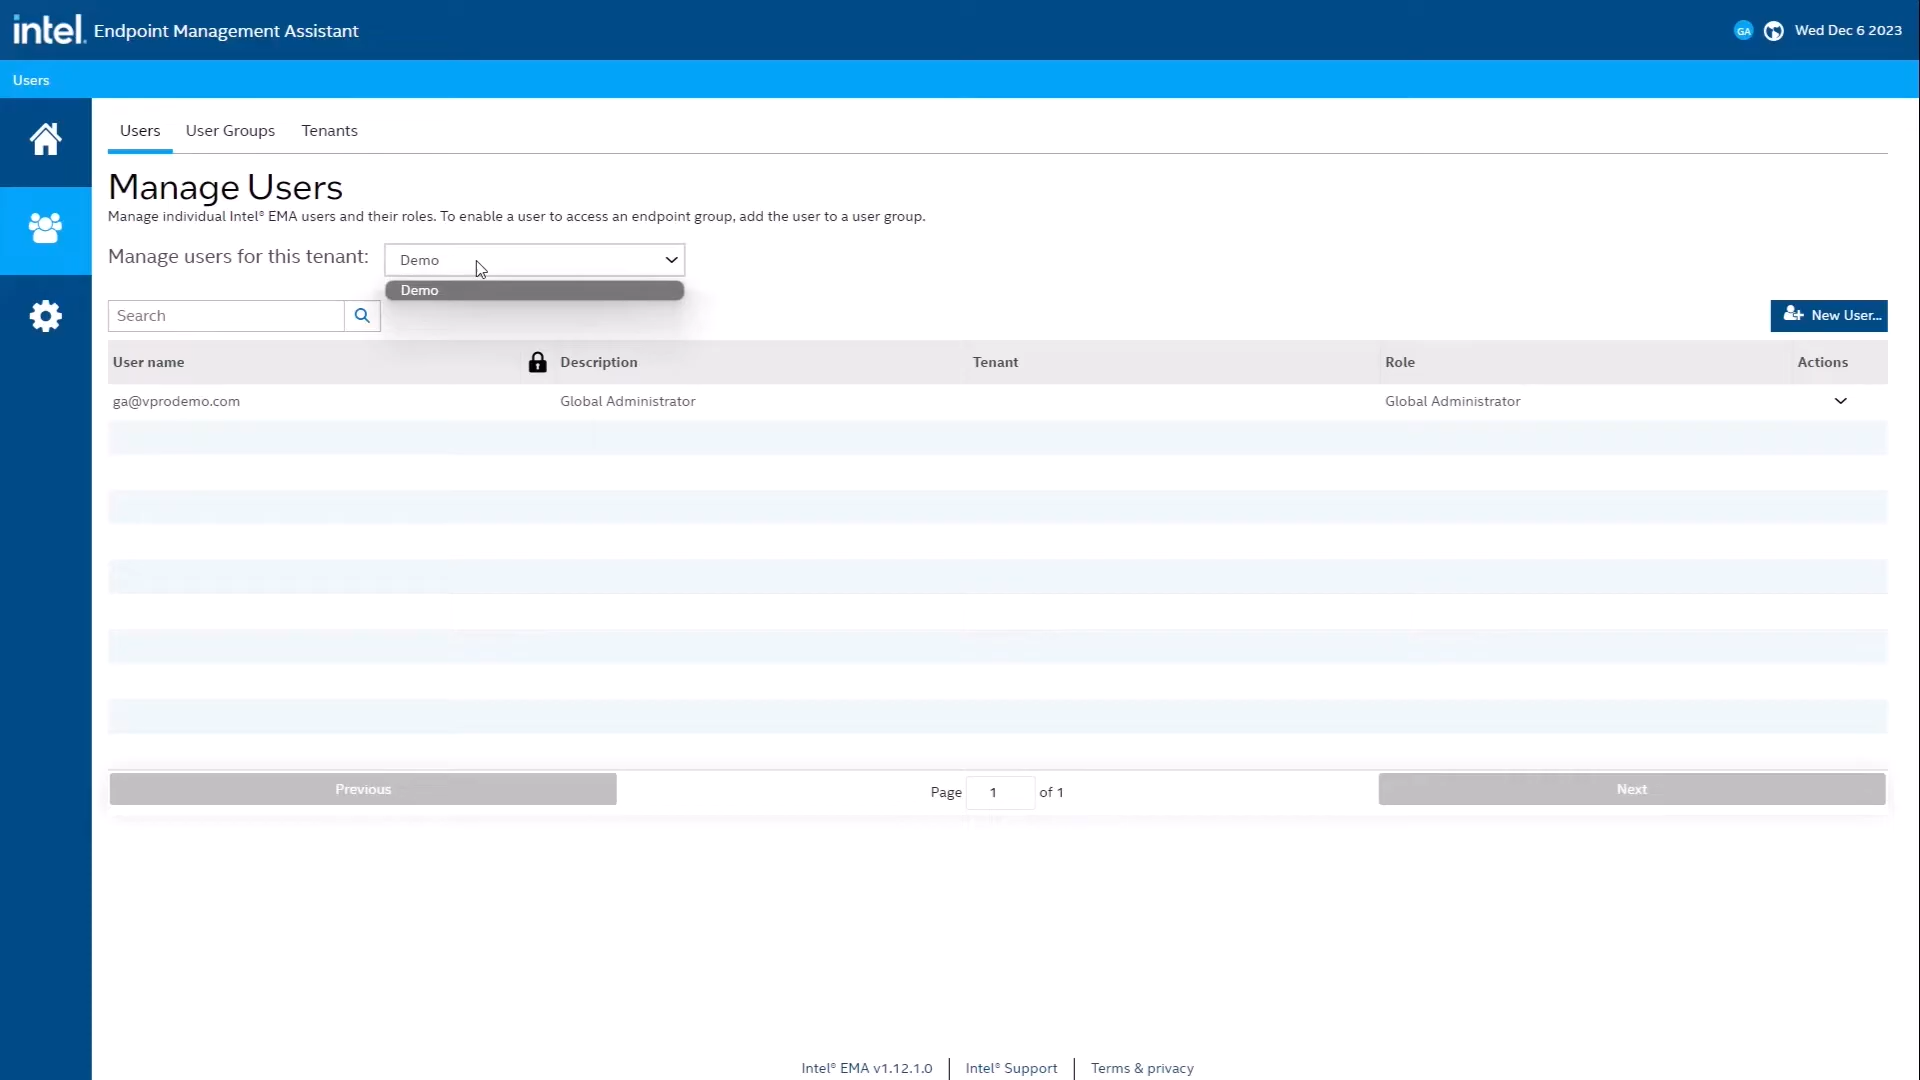 intel. Endpoint Management Assistant
GA Wed Dec 6 2023
Users
Users User Groups Tenants
Manage Users
Manage individual Intel® EMA users and their roles. To enable a user to access an endpoint group, add the user to a user group.
Manage users for this tenant: Demo
Demo
Search
New User...
User name Description Tenant Role Actions
ga@vprodemo.com Global Administrator Global Administrator
Previous Page 1 of 1 Next
Intel® EMA v1.12.1.0 Intel® Support Terms & privacy